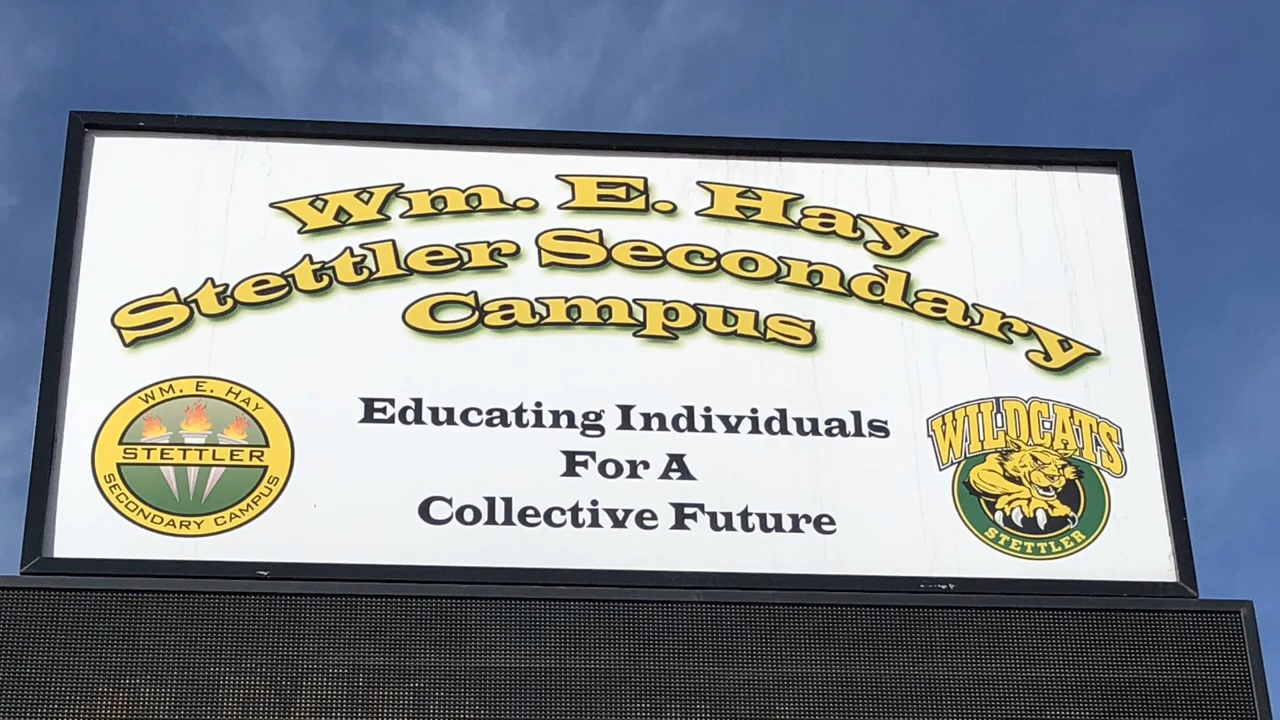 Wm. E. Hay
Stettler Secondary
Campus
WM. E. HAY
STETTLER
SECONDARY CAMPUS
Educating Individuals
For A
Collective Future
WILDCATS
STETTLER